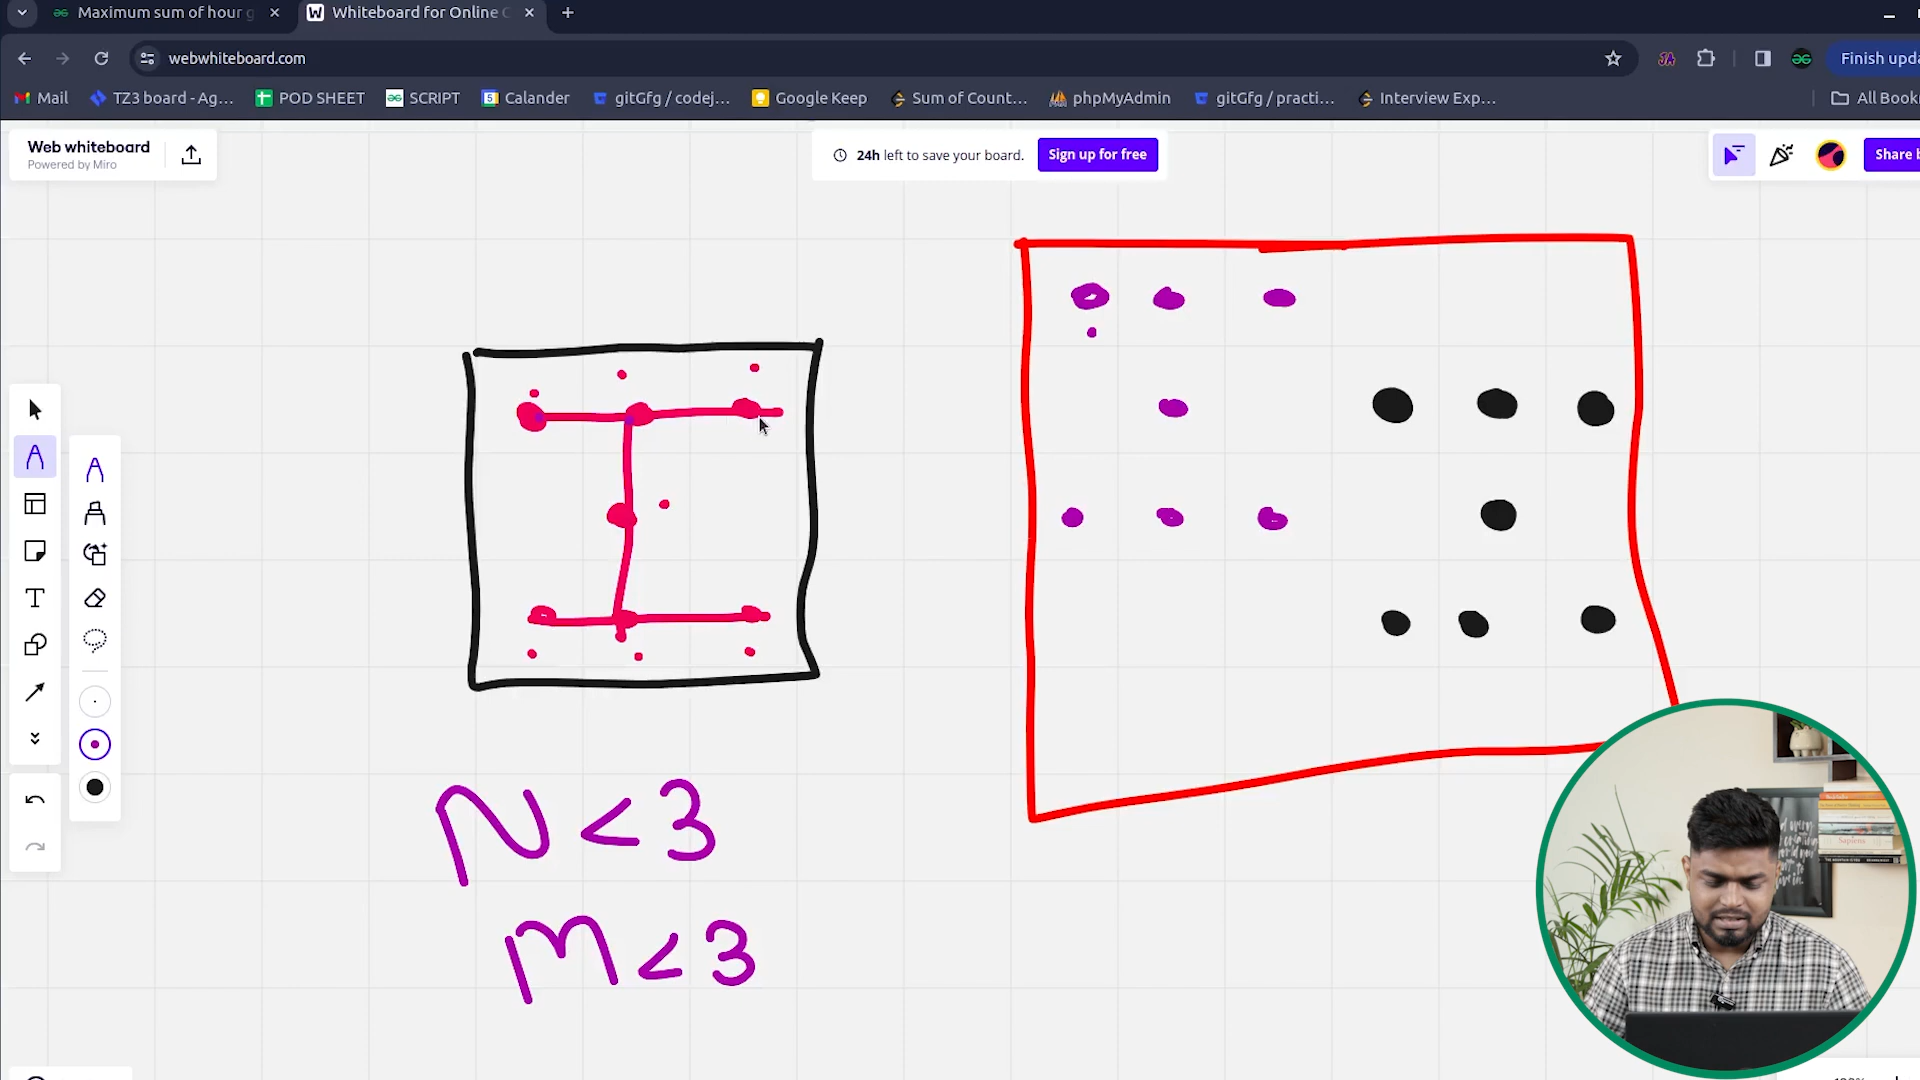 Maximum sum of hour g
Whiteboard for Online C
webwhiteboard.com
Finish upda
Mail
TZ3 board - Ag...
POD SHEET
SCRIPT
Calander
gitGfg / codej...
Google Keep
Sum of Count...
phpMyAdmin
gitGfg / practi...
Interview Exp...
All Book
Web whiteboard
Powered by Miro
24h left to save your board.
Sign up for free
Share b
N < 3
M < 3